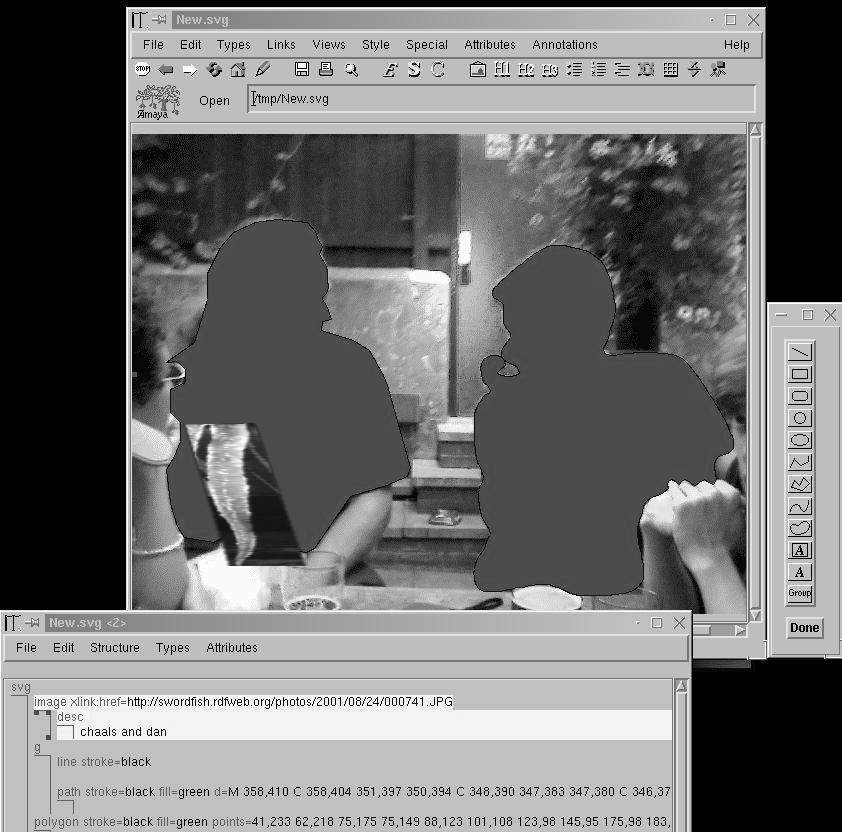 New.svg
File Edit Types Links Views Style Special Attributes Annotations Help
STOP E S C H1 H2 H3
Amaya Open /tmp/New.svg
A
A
Group
Done
New.svg <2>
File Edit Structure Types Attributes
svg
image xlink:href=http://swordfish.rdfweb.org/photos/2001/08/24/000741.JPG
desc
chaals and dan
g
line stroke=black
path stroke=black fill=green d=M 358,410 C 358,404 351,397 350,394 C 348,390 347,383 347,380 C 346,37
polygon stroke=black fill=green points=41,233 62,218 75,175 75,149 88,123 101,108 123,98 145,95 175,98 183,